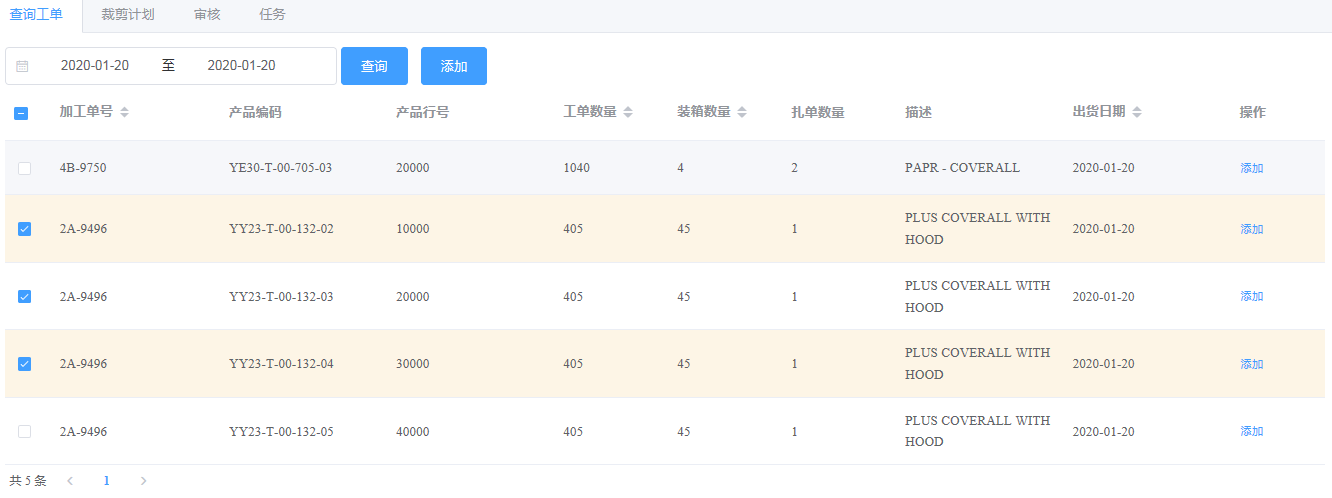 查询工单 裁剪计划 审核 任务
2020-01-20 至 2020-01-20 查询 添加
加工单号 产品编码 产品行号 工单数量 装箱数量 扎单数量 描述 出货日期 操作
4B-9750 YE30-T-00-705-03 20000 1040 4 2 PAPR - COVERALL 2020-01-20 添加
2A-9496 YY23-T-00-132-02 10000 405 45 1 PLUS COVERALL WITH 2020-01-20 添加
HOOD
2A-9496 YY23-T-00-132-03 20000 405 45 1 PLUS COVERALL WITH 2020-01-20 添加
HOOD
2A-9496 YY23-T-00-132-04 30000 405 45 1 PLUS COVERALL WITH 2020-01-20 添加
HOOD
2A-9496 YY23-T-00-132-05 40000 405 45 1 PLUS COVERALL WITH 2020-01-20 添加
HOOD
共 5 条 1